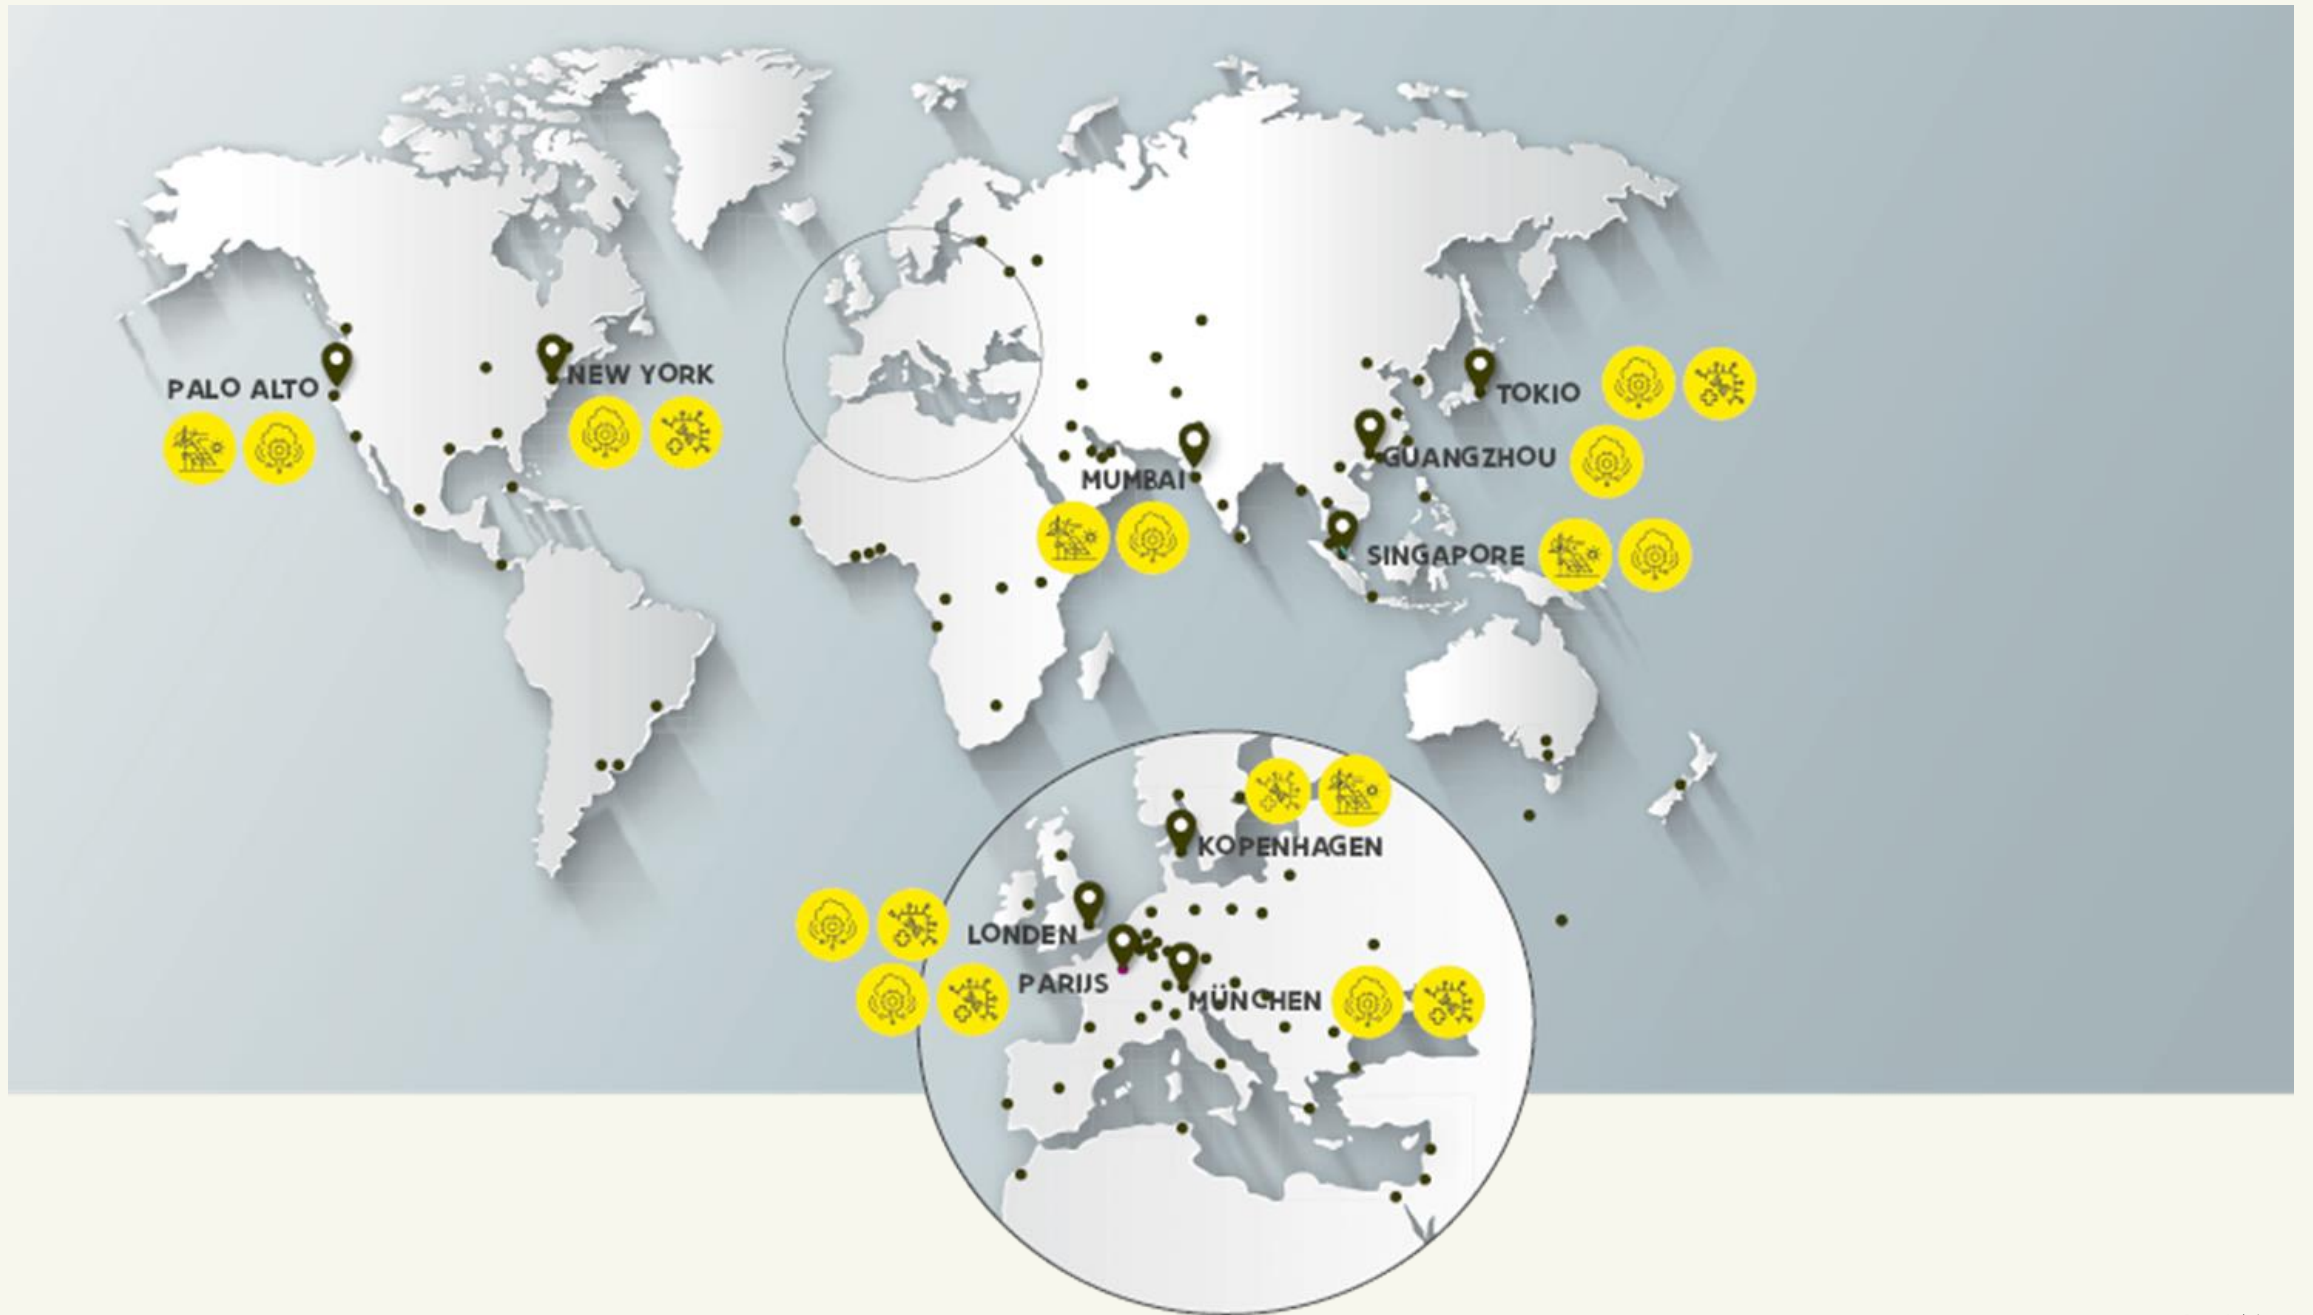 PALO ALTO
NEW YORK
TOKIO
GUANGZHOU
MUMBAI
SINGAPORE
KOPENHAGEN
LONDEN
PARIJS
MÜNCHEN